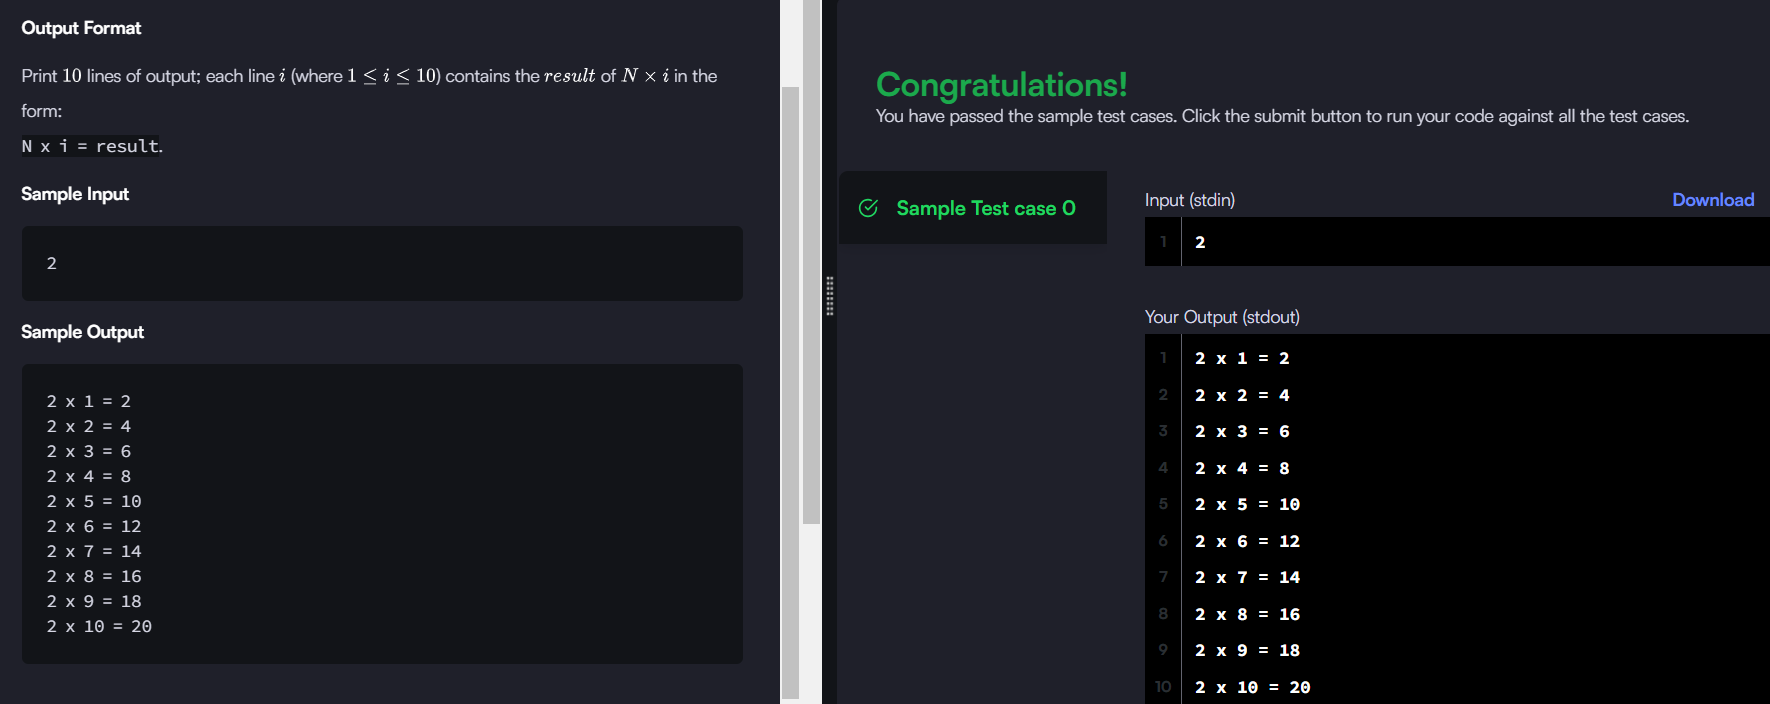 Output Format
Print 10 lines of output; each line i (where 1 ≤ i ≤ 10) contains the result of N × i in the
form:
N x i = result.
Sample Input
2
Sample Output
2 x 1 = 2
2 x 2 = 4
2 x 3 = 6
2 x 4 = 8
2 x 5 = 10
2 x 6 = 12
2 x 7 = 14
2 x 8 = 16
2 x 9 = 18
2 x 10 = 20
Congratulations!
You have passed the sample test cases. Click the submit button to run your code against all the test cases.
Sample Test case 0
Input (stdin)
Download
1 2
Your Output (stdout)
1 2 x 1 = 2
2 2 x 2 = 4
3 2 x 3 = 6
4 2 x 4 = 8
5 2 x 5 = 10
6 2 x 6 = 12
7 2 x 7 = 14
8 2 x 8 = 16
9 2 x 9 = 18
10 2 x 10 = 20